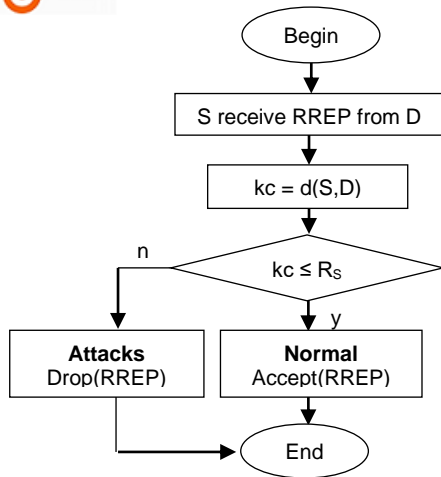 Begin
S receive RREP from D
kc = d(S,D)
n
kc ≤ RS
y
Attacks
Drop(RREP)
Normal
Accept(RREP)
End